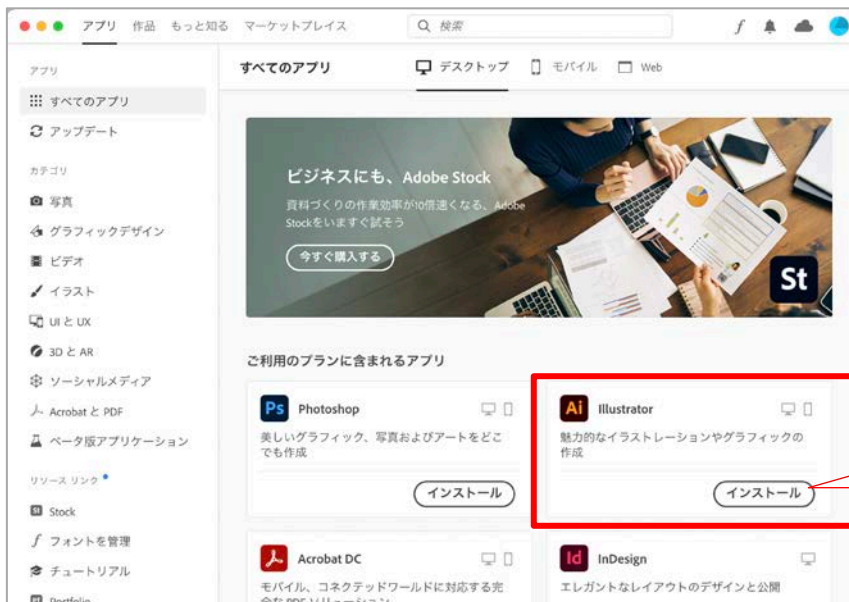 アプリ 作品 もっと知る マーケットプレイス
検索
アプリ
すべてのアプリ
アップデート
カテゴリ
写真
グラフィックデザイン
ビデオ
イラスト
UI と UX
3D と AR
ソーシャルメディア
Acrobat と PDF
ベータ版アプリケーション
リソース リンク
Stock
フォントを管理
チュートリアル
Portfolio
すべてのアプリ
デスクトップ モバイル Web
ビジネスにも、Adobe Stock
資料づくりの作業効率が10倍速くなる、Adobe
Stockをいますぐ試そう
今すぐ購入する
St
ご利用のプランに含まれるアプリ
Ps Photoshop
美しいグラフィック、写真およびアートをどこ
でも作成
インストール
Ai Illustrator
魅力的なイラストレーションやグラフィックの
作成
インストール
Acrobat DC
モバイル、コネクテッドワールドに対応する完
全な PDF ソリューション
Id InDesign
エレガントなレイアウトのデザインと公開